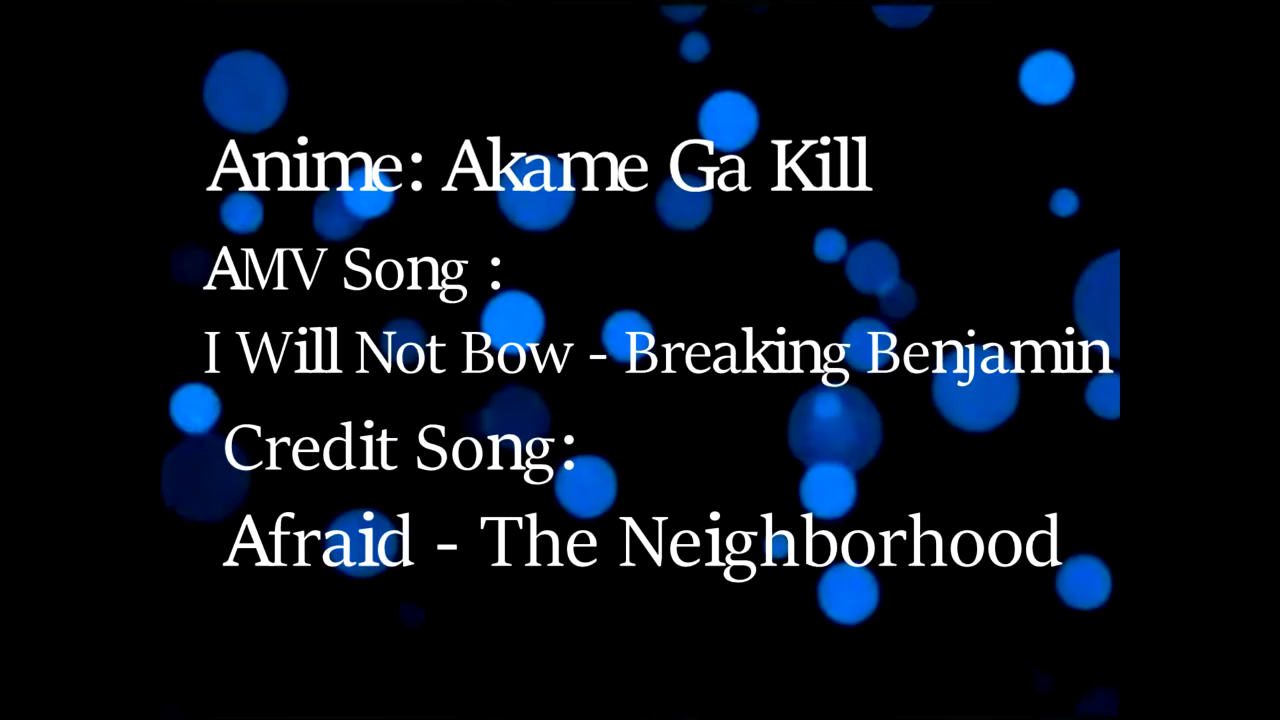 Anime: Akame Ga Kill
AMV Song :
I Will Not Bow - Breaking Benjamin
Credit Song:
Afraid - The Neighborhood